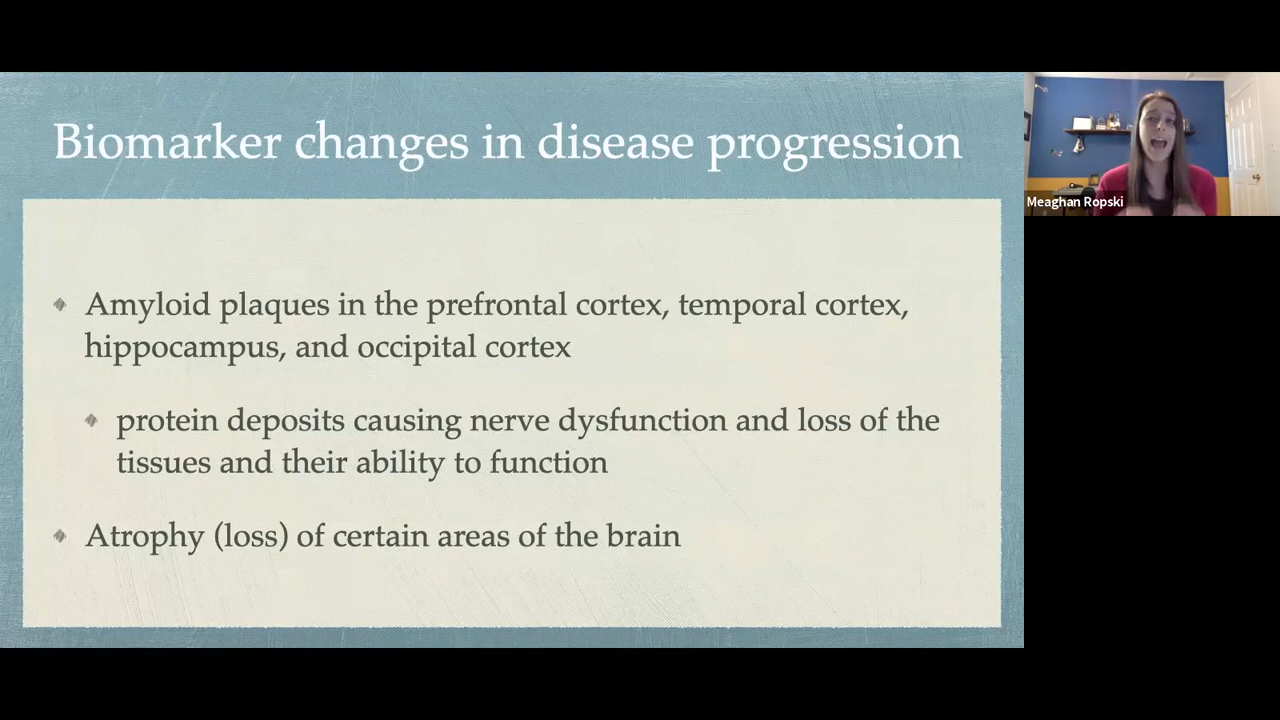 Biomarker changes in disease progression
Amyloid plaques in the prefrontal cortex, temporal cortex,
hippocampus, and occipital cortex
protein deposits causing nerve dysfunction and loss of the
tissues and their ability to function
Atrophy (loss) of certain areas of the brain
Meaghan Ropski